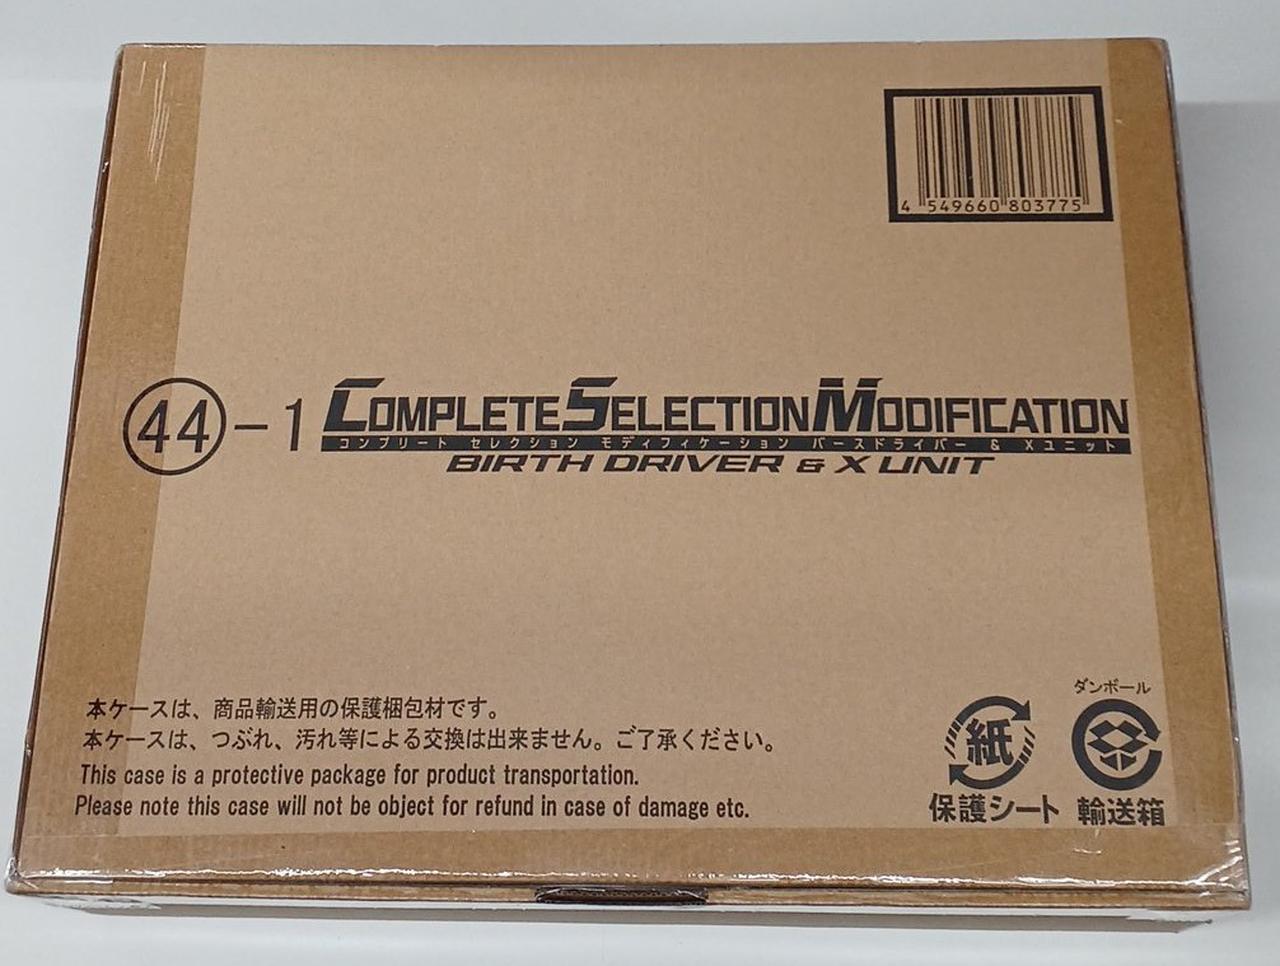 4 549660 803775
44-1 COMPLETE SELECTION MODIFICATION
コンプリート セレクション モディフィケーション バースドライバー & Xユニット
BIRTH DRIVER & X UNIT
本ケースは、商品輸送用の保護梱包材です。
本ケースは、つぶれ、汚れ等による交換は出来ません。ご了承ください。
This case is a protective package for product transportation.
Please note this case will not be object for refund in case of damage etc.
紙
保護シート
ダンボール
輸送箱